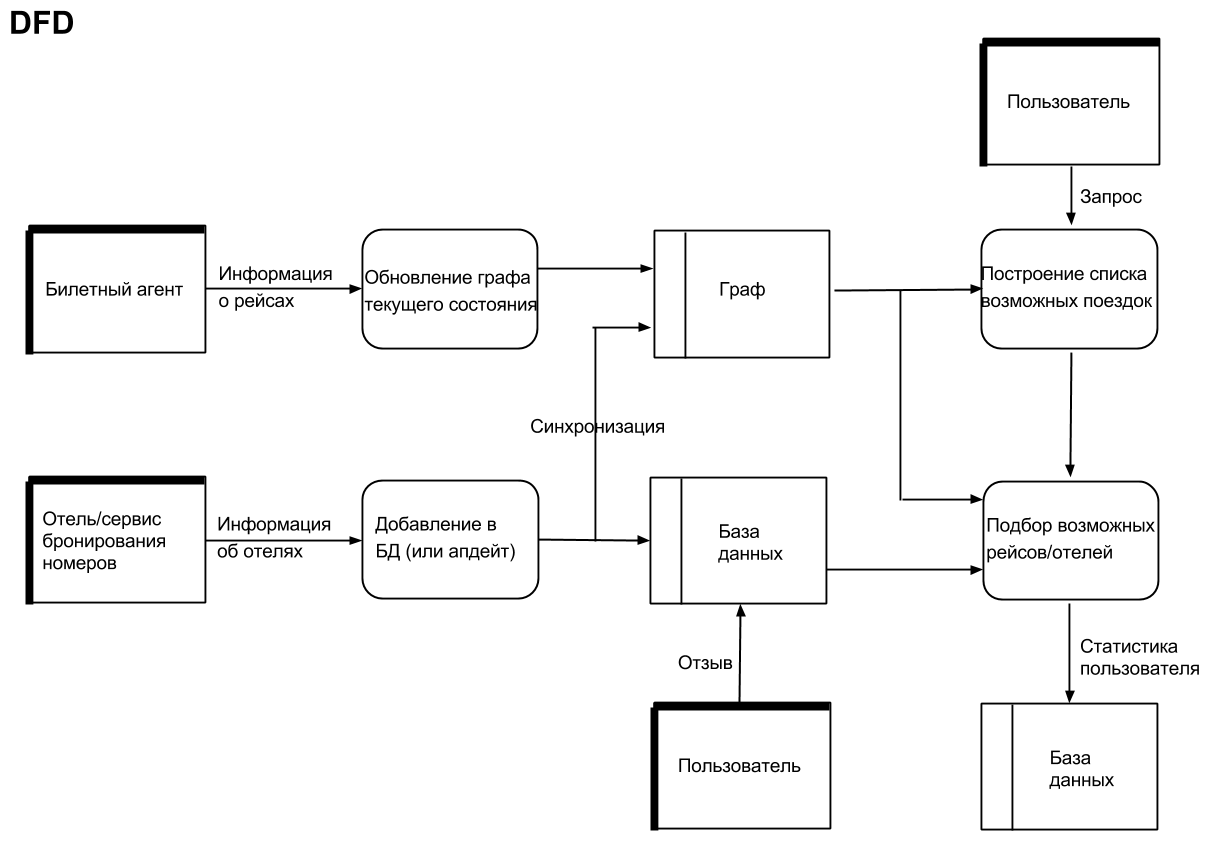 DFD
Пользователь
Запрос
Билетный агент
Информация
о рейсах
Обновление графа
текущего состояния
Граф
Построение списка
возможных поездок
Синхронизация
Отель/сервис
бронирования
номеров
Информация
об отелях
Добавление в
БД (или апдейт)
База
данных
Подбор возможных
рейсов/отелей
Отзыв
Статистика
пользователя
Пользователь
База
данных